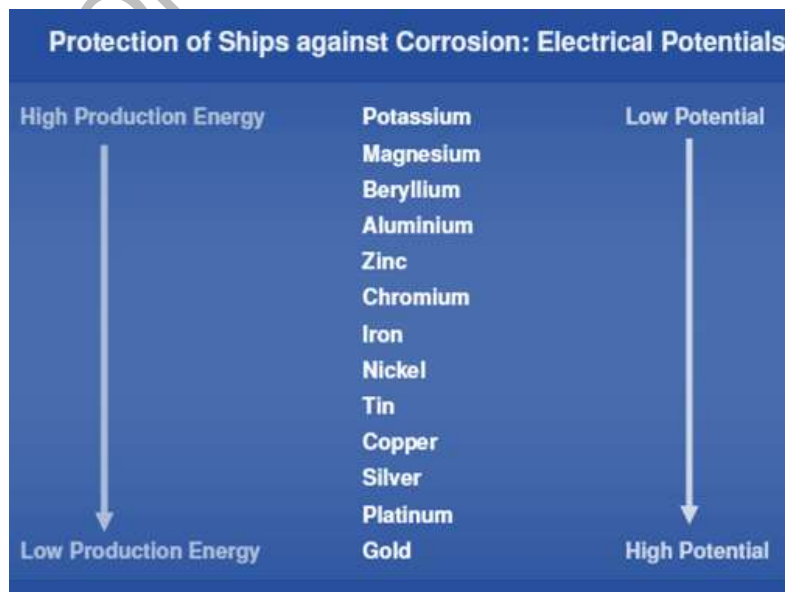 Protection of Ships against Corrosion: Electrical Potentials
High Production Energy Potassium Low Potential
Magnesium
Beryllium
Aluminium
Zinc
Chromium
Iron
Nickel
Tin
Copper
Silver
Platinum
Low Production Energy Gold High Potential